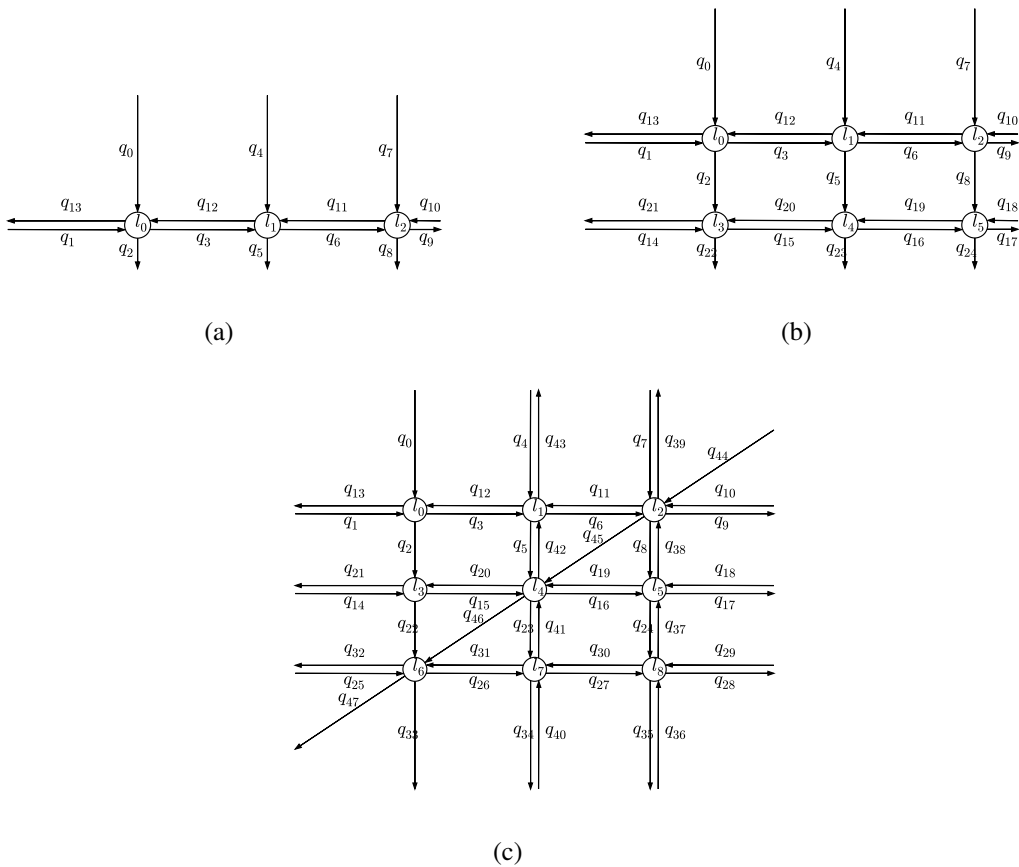 q0 q4 q7
q13 q12 q11 q10
l0 l1 l2
q1 q3 q6 q9
q2 q5 q8
(a)
q0 q4 q7
q13 q12 q11 q10
l0 l1 l2
q1 q3 q6 q9
q2 q5 q8
q21 q20 q19 q18
l3 l4 l5
q14 q15 q16 q17
q22 q23 q24
(b)
q0 q4 q43 q7 q39 q44
q13 q12 q11 q10
l0 l1 l2
q1 q3 q6 q9
q2 q5 q42 q45 q8 q38
q21 q20 q19 q18
l3 l4 l5
q14 q15 q16 q17
q22 q46 q23 q41 q24 q37
q32 q31 q30 q29
l6 l7 l8
q25 q26 q27 q28
q47 q33 q34 q40 q35 q36
(c)